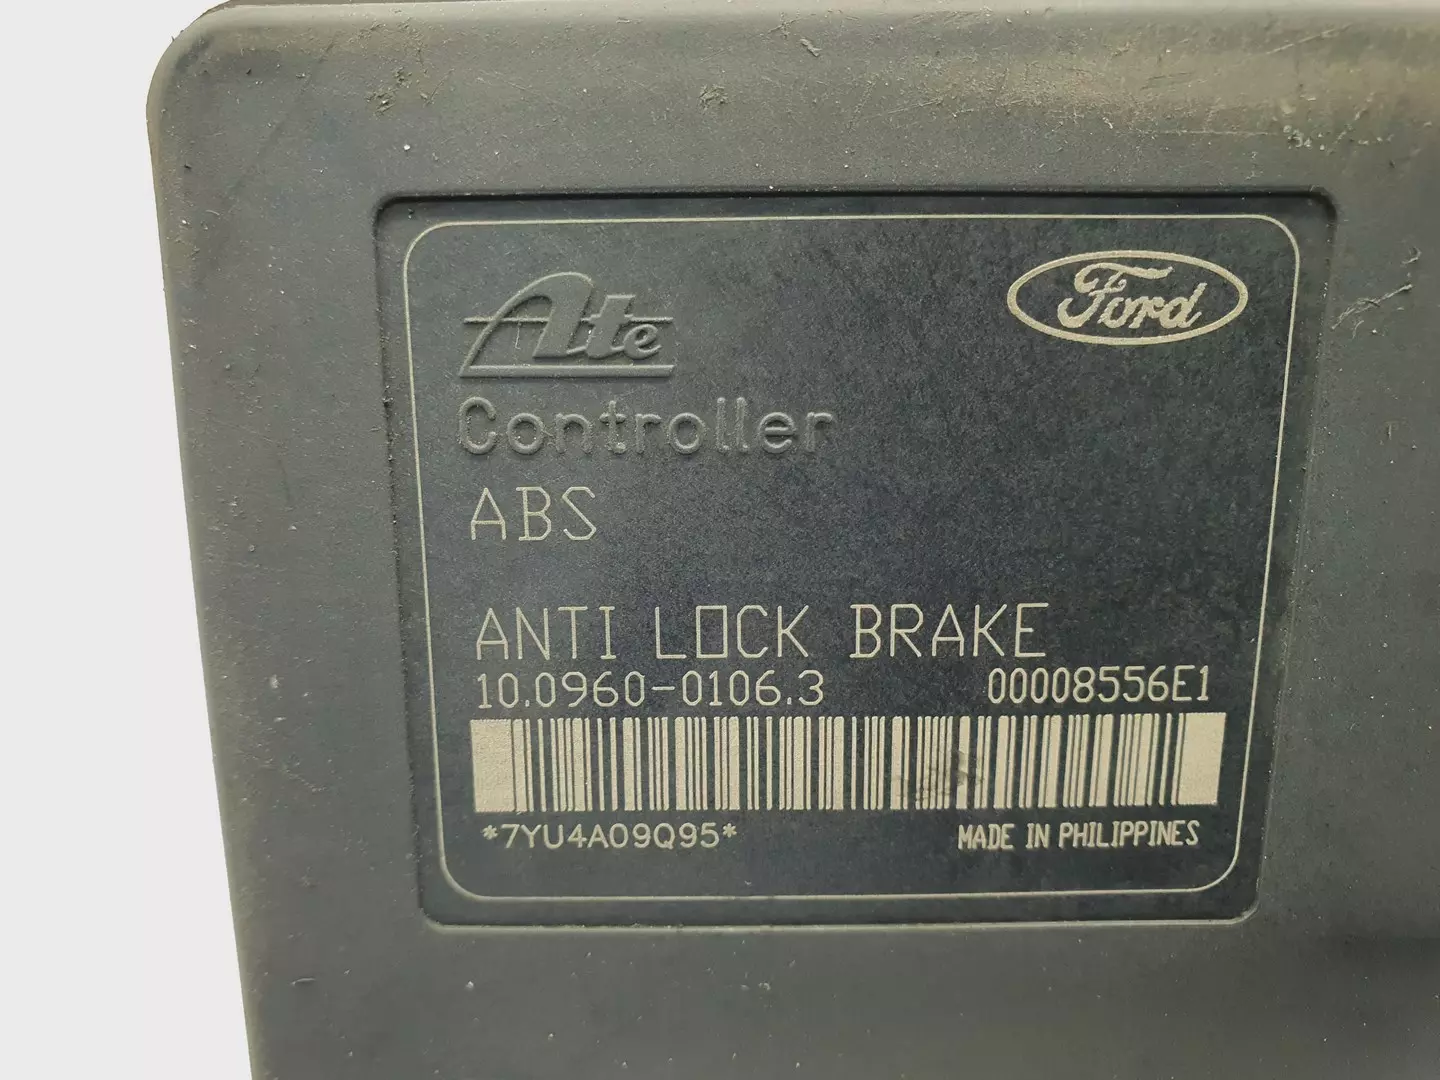 Ate
Ford
Controller
ABS
ANTI LOCK BRAKE
10.0960-0106.3 00008556E1
*7YU4A09Q95* MADE IN PHILIPPINES